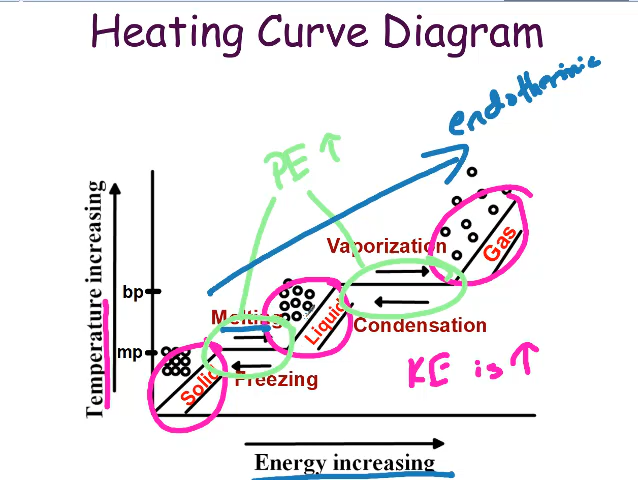 Heating Curve Diagram
endothermic
PE ↑
Temperature increasing
Vaporization
Gas
bp
Melting
Liquid
Condensation
mp
Solid
Freezing
KE is ↑
Energy increasing